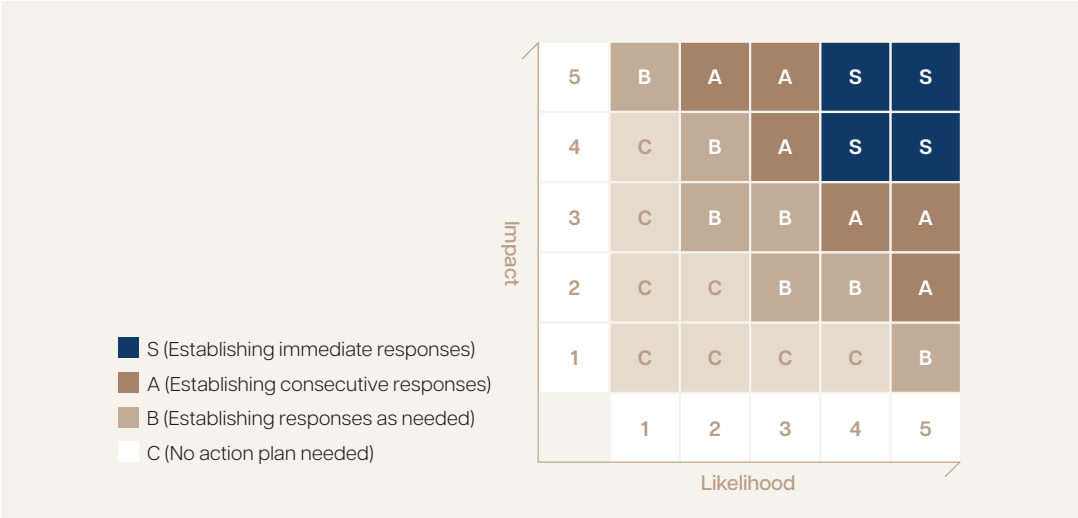 5 B A A S S
4 C B A S S
3 C B B A A
2 C C B B A
1 C C C C B
1 2 3 4 5
Impact
Likelihood
S (Establishing immediate responses)
A (Establishing consecutive responses)
B (Establishing responses as needed)
C (No action plan needed)